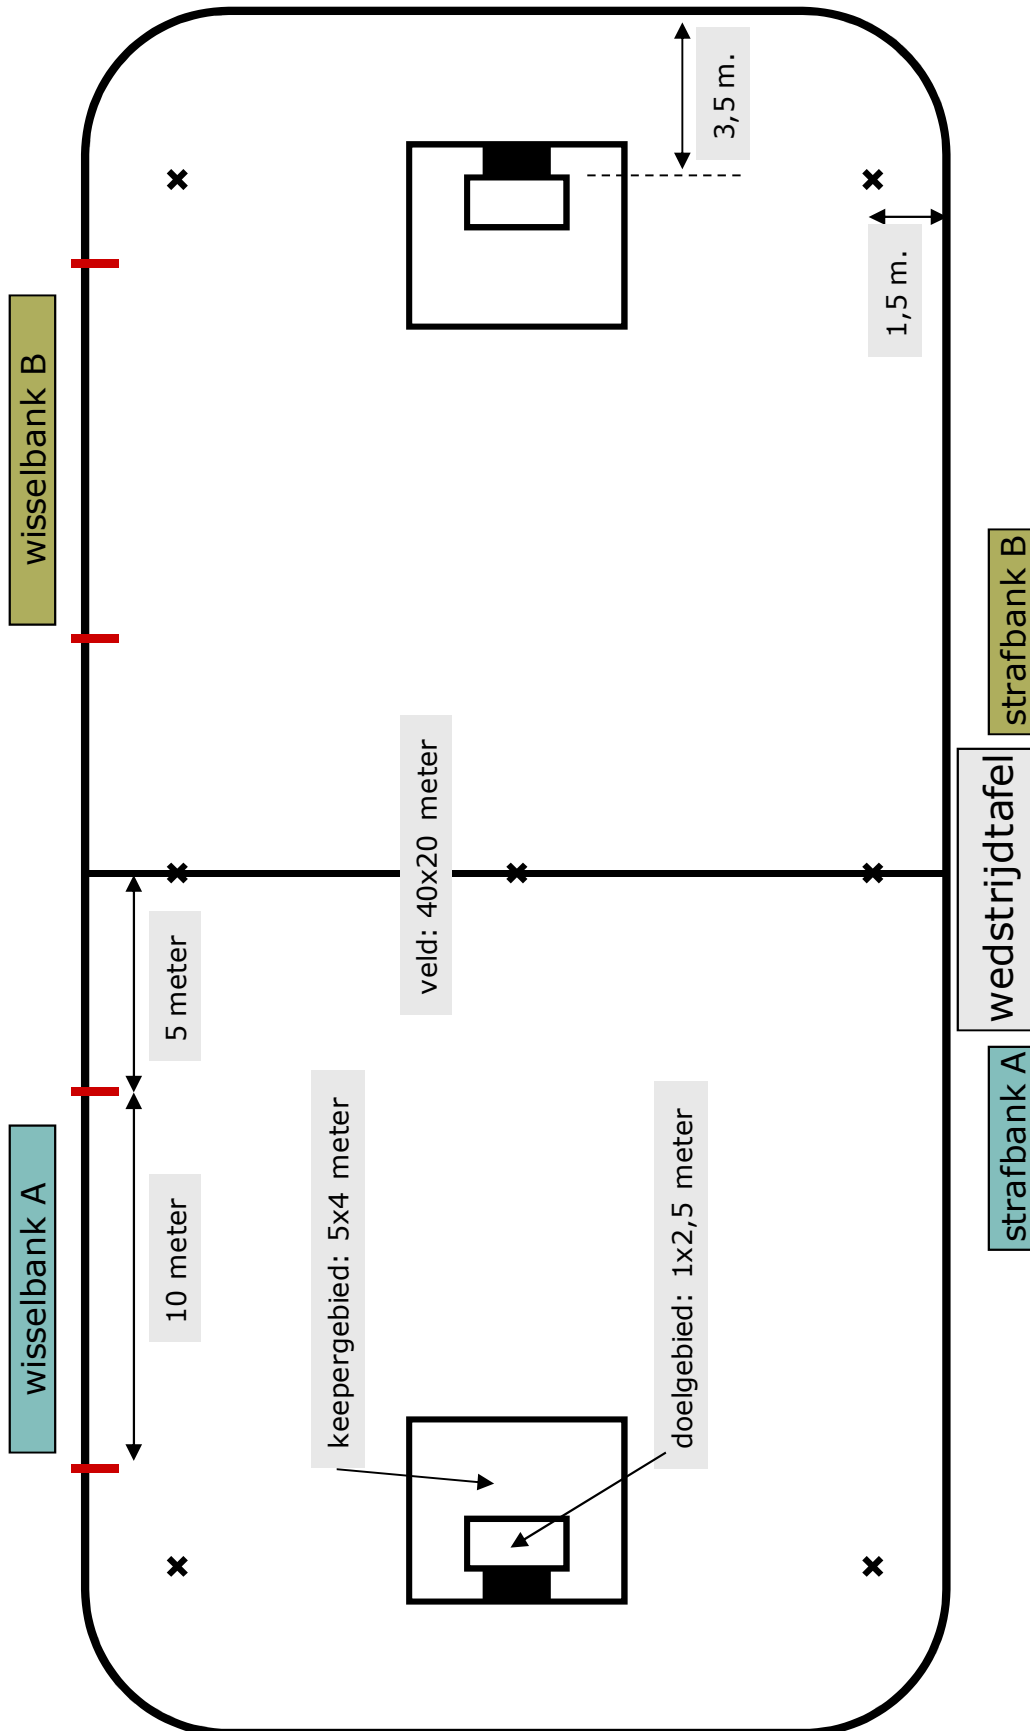 wisselbank A
wisselbank B
10 meter
5 meter
keepergebied: 5x4 meter
veld: 40x20 meter
doelgebied: 1x2,5 meter
3,5 m.
1,5 m.
strafbank A
wedstrijdtafel
strafbank B